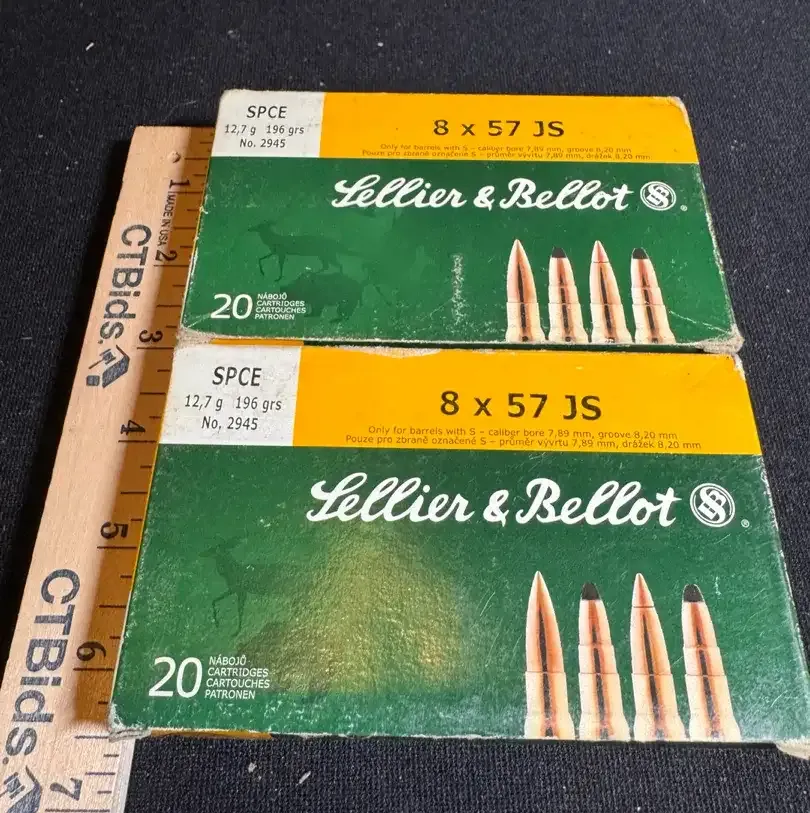 SPCE
12,7 g 196 grs
No. 2945
8 x 57 JS
Only for barrels with S – caliber bore 7,89 mm, groove 8,20 mm
Pouze pro zbraně označené S – průměr vývrtu 7,89 mm, drážek 8,20 mm
Sellier & Bellot
SB
20
NÁBOJŮ
CARTRIDGES
CARTOUCHES
PATRONEN
SPCE
12,7 g 196 grs
No. 2945
8 x 57 JS
Only for barrels with S – caliber bore 7,89 mm, groove 8,20 mm
Pouze pro zbraně označené S – průměr vývrtu 7,89 mm, drážek 8,20 mm
Sellier & Bellot
SB
®
20
NÁBOJŮ
CARTRIDGES
CARTOUCHES
PATRONEN
1
MADE IN USA
2
3
4
5
6
7
CTBids.
CTBids.